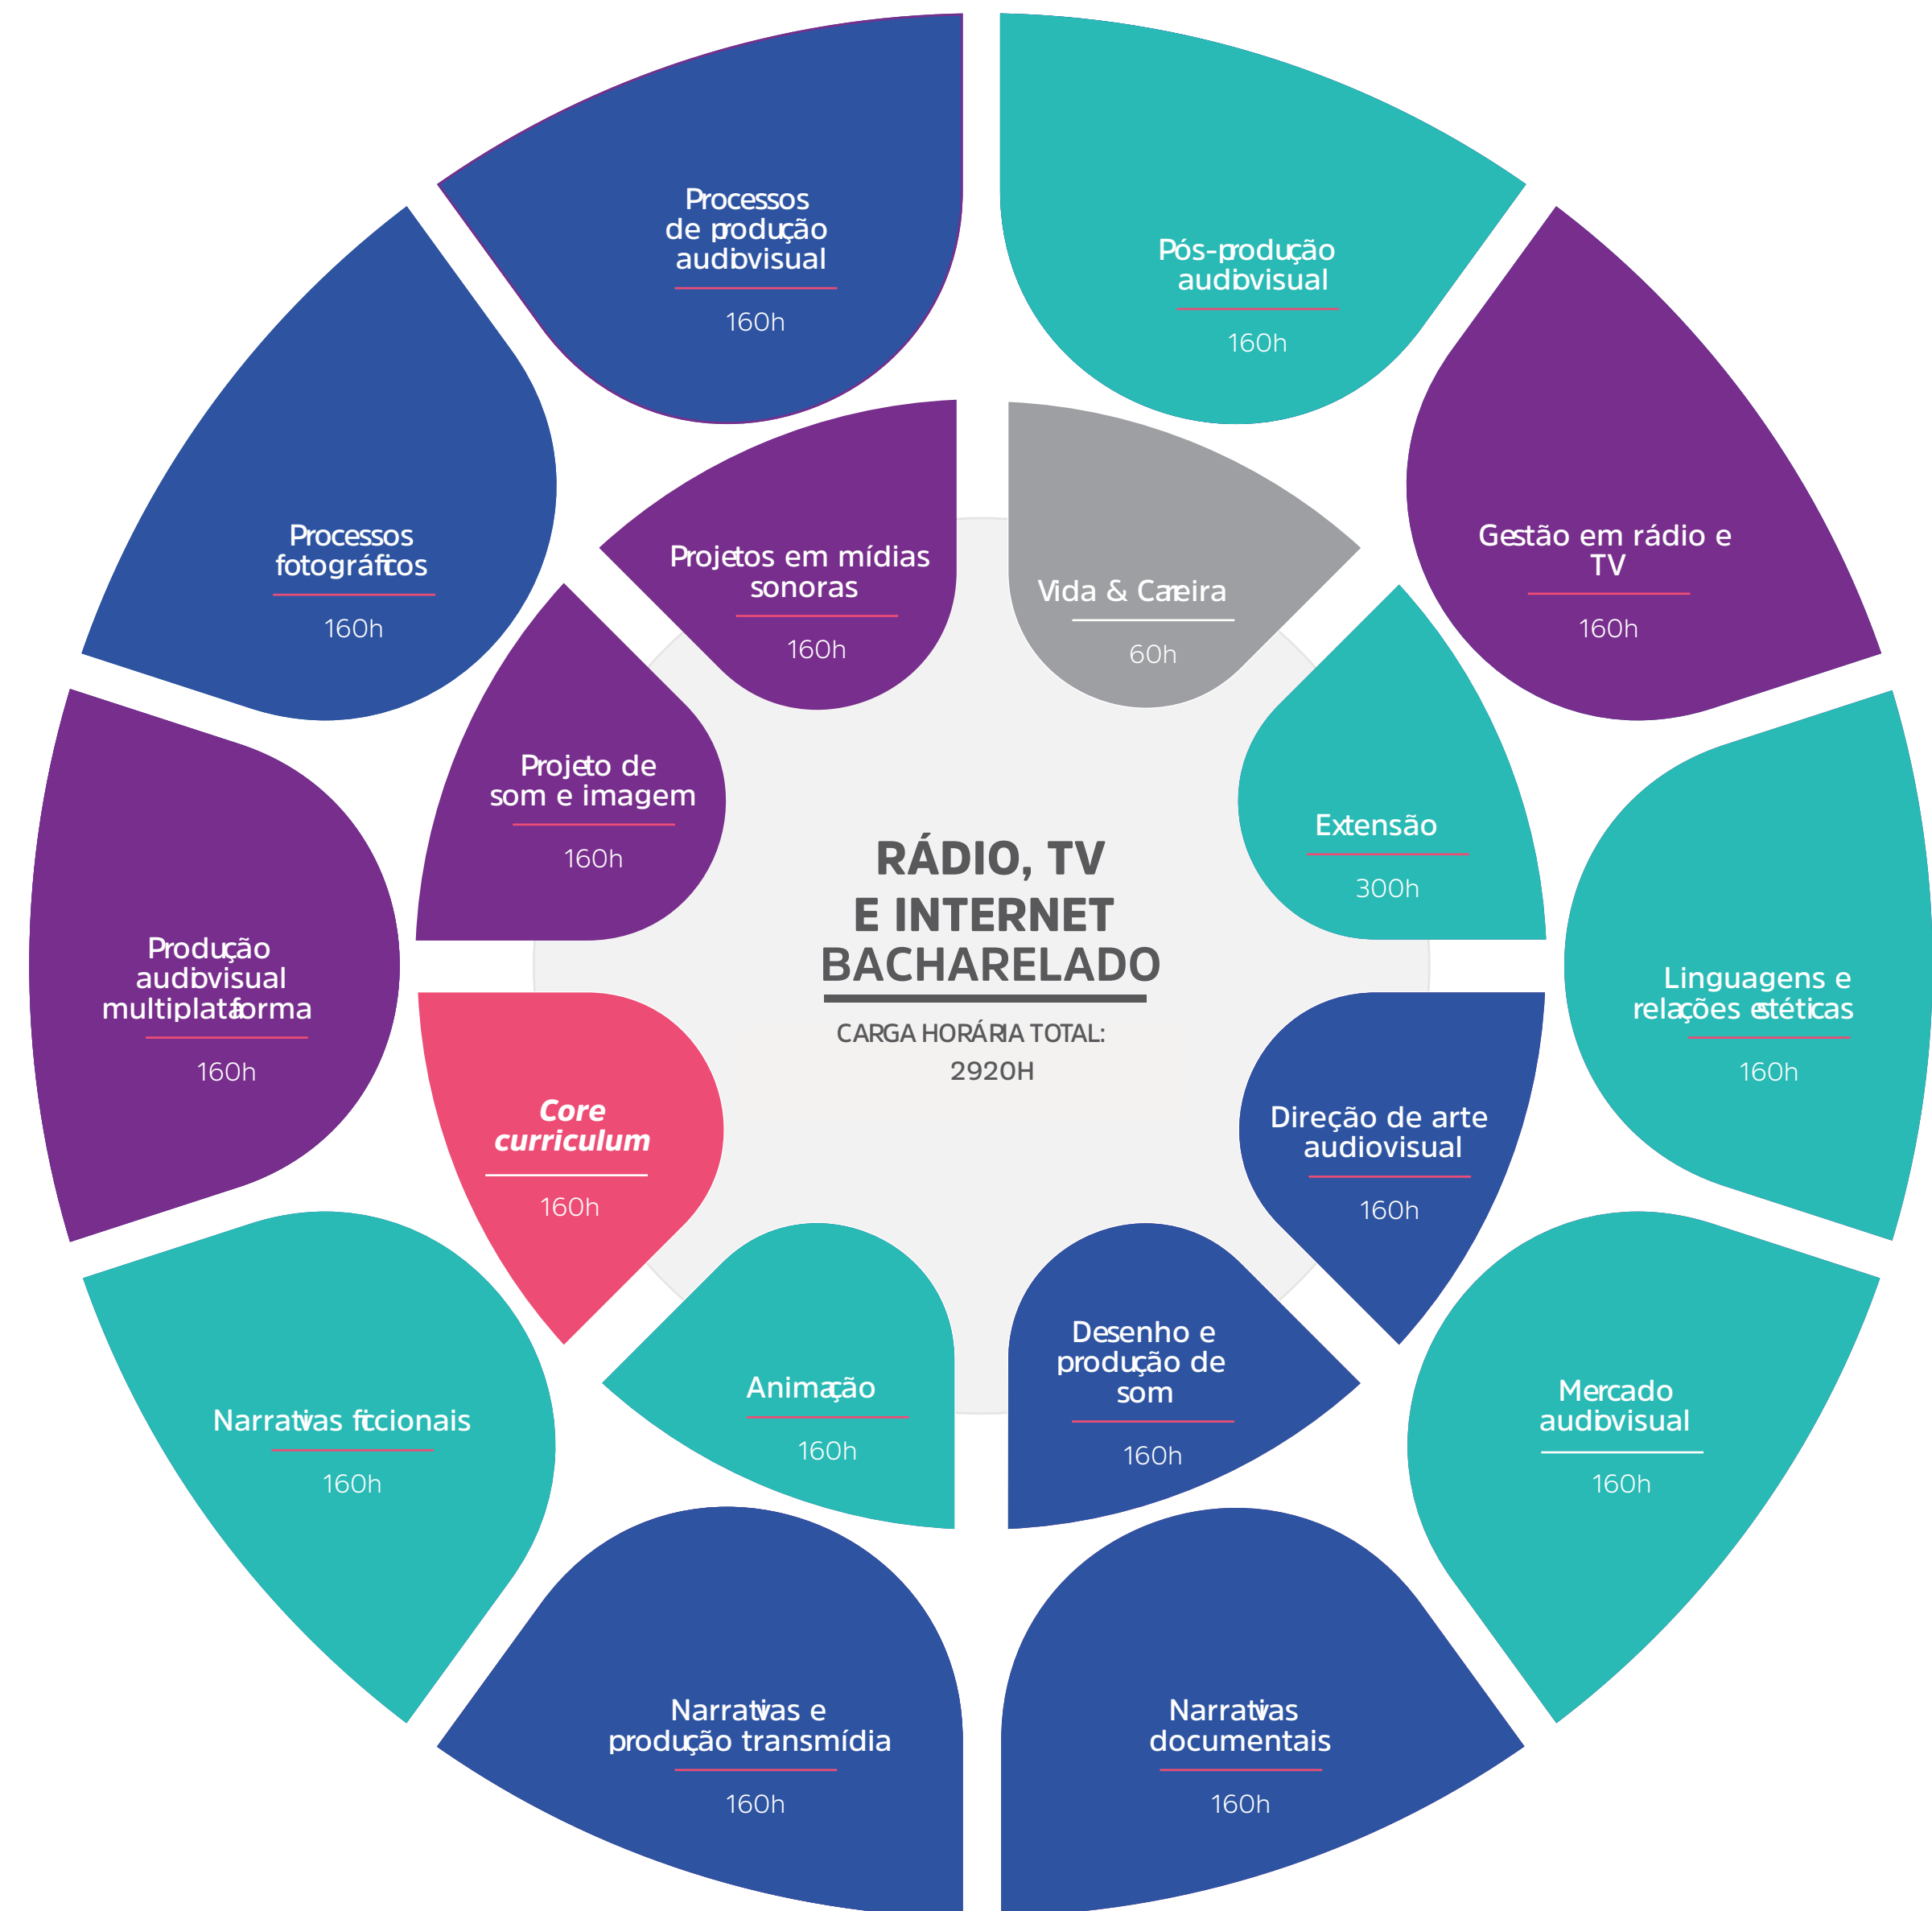 Processos
de produção
audiovisual
160h
Pós-produção
audiovisual
160h
Processos
fotográficos
160h
Projetos em mídias
sonoras
160h
Vida & Carreira
60h
Gestão em rádio e
TV
160h
Projeto de
som e imagem
160h
Extensão
300h
RÁDIO, TV
E INTERNET
BACHARELADO
CARGA HORÁRIA TOTAL:
2920H
Produção
audiovisual
multiplataforma
160h
Linguagens e
relações estéticas
160h
Core
curriculum
160h
Direção de arte
audiovisual
160h
Narrativas ficcionais
160h
Animação
160h
Desenho e
produção de
som
160h
Mercado
audiovisual
160h
Narrativas e
produção transmídia
160h
Narrativas
documentais
160h